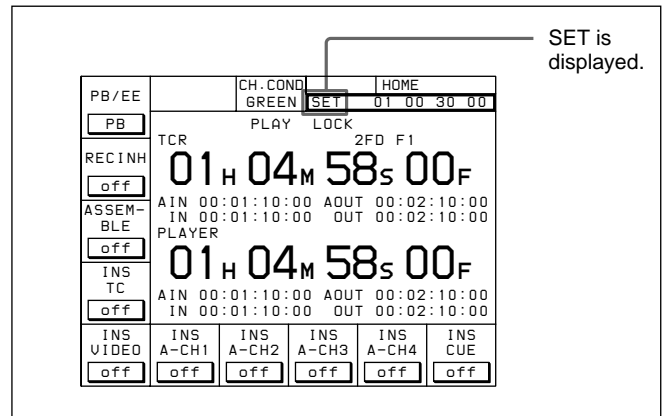 SET is
displayed.
PB/EE
PB
CH.COND
GREEN
SET
HOME
01 00 30 00
PLAY LOCK
TCR 2FD F1
01H 04M 58S 00F
AIN 00:01:10:00 AOUT 00:02:10:00
IN 00:01:10:00 OUT 00:02:10:00
PLAYER
01H 04M 58S 00F
AIN 00:01:10:00 AOUT 00:02:10:00
IN 00:01:10:00 OUT 00:02:10:00
RECINH
off
ASSEM-
BLE
off
INS
TC
off
INS
VIDEO
off
INS
A-CH1
off
INS
A-CH2
off
INS
A-CH3
off
INS
A-CH4
off
INS
CUE
off